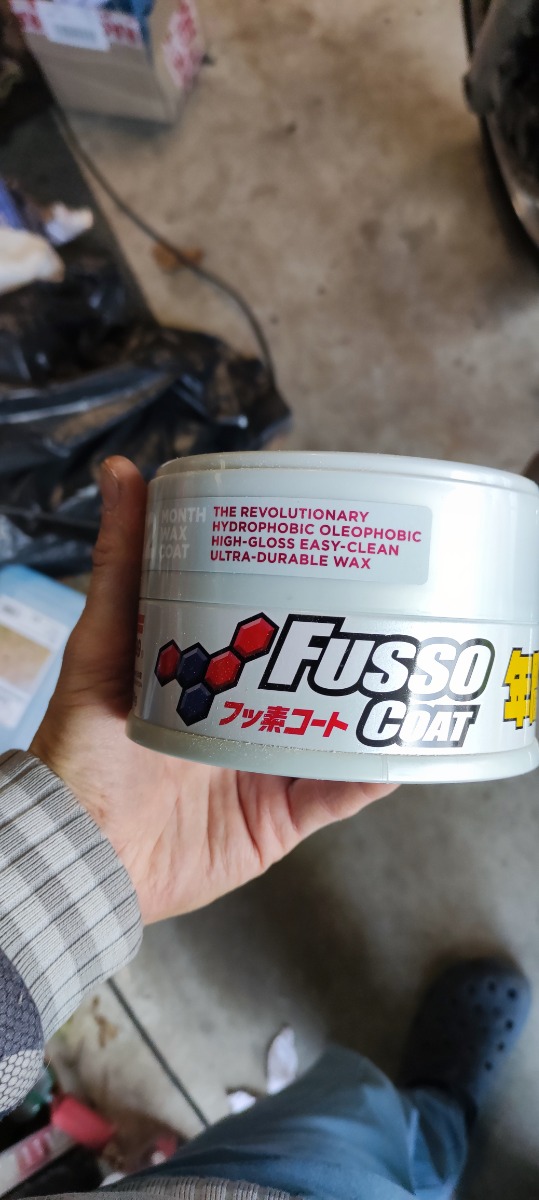 MONTH
WAX
COAT
THE REVOLUTIONARY
HYDROPHOBIC OLEOPHOBIC
HIGH-GLOSS EASY-CLEAN
ULTRA-DURABLE WAX
FUSSO
COAT
フッ素コート
年